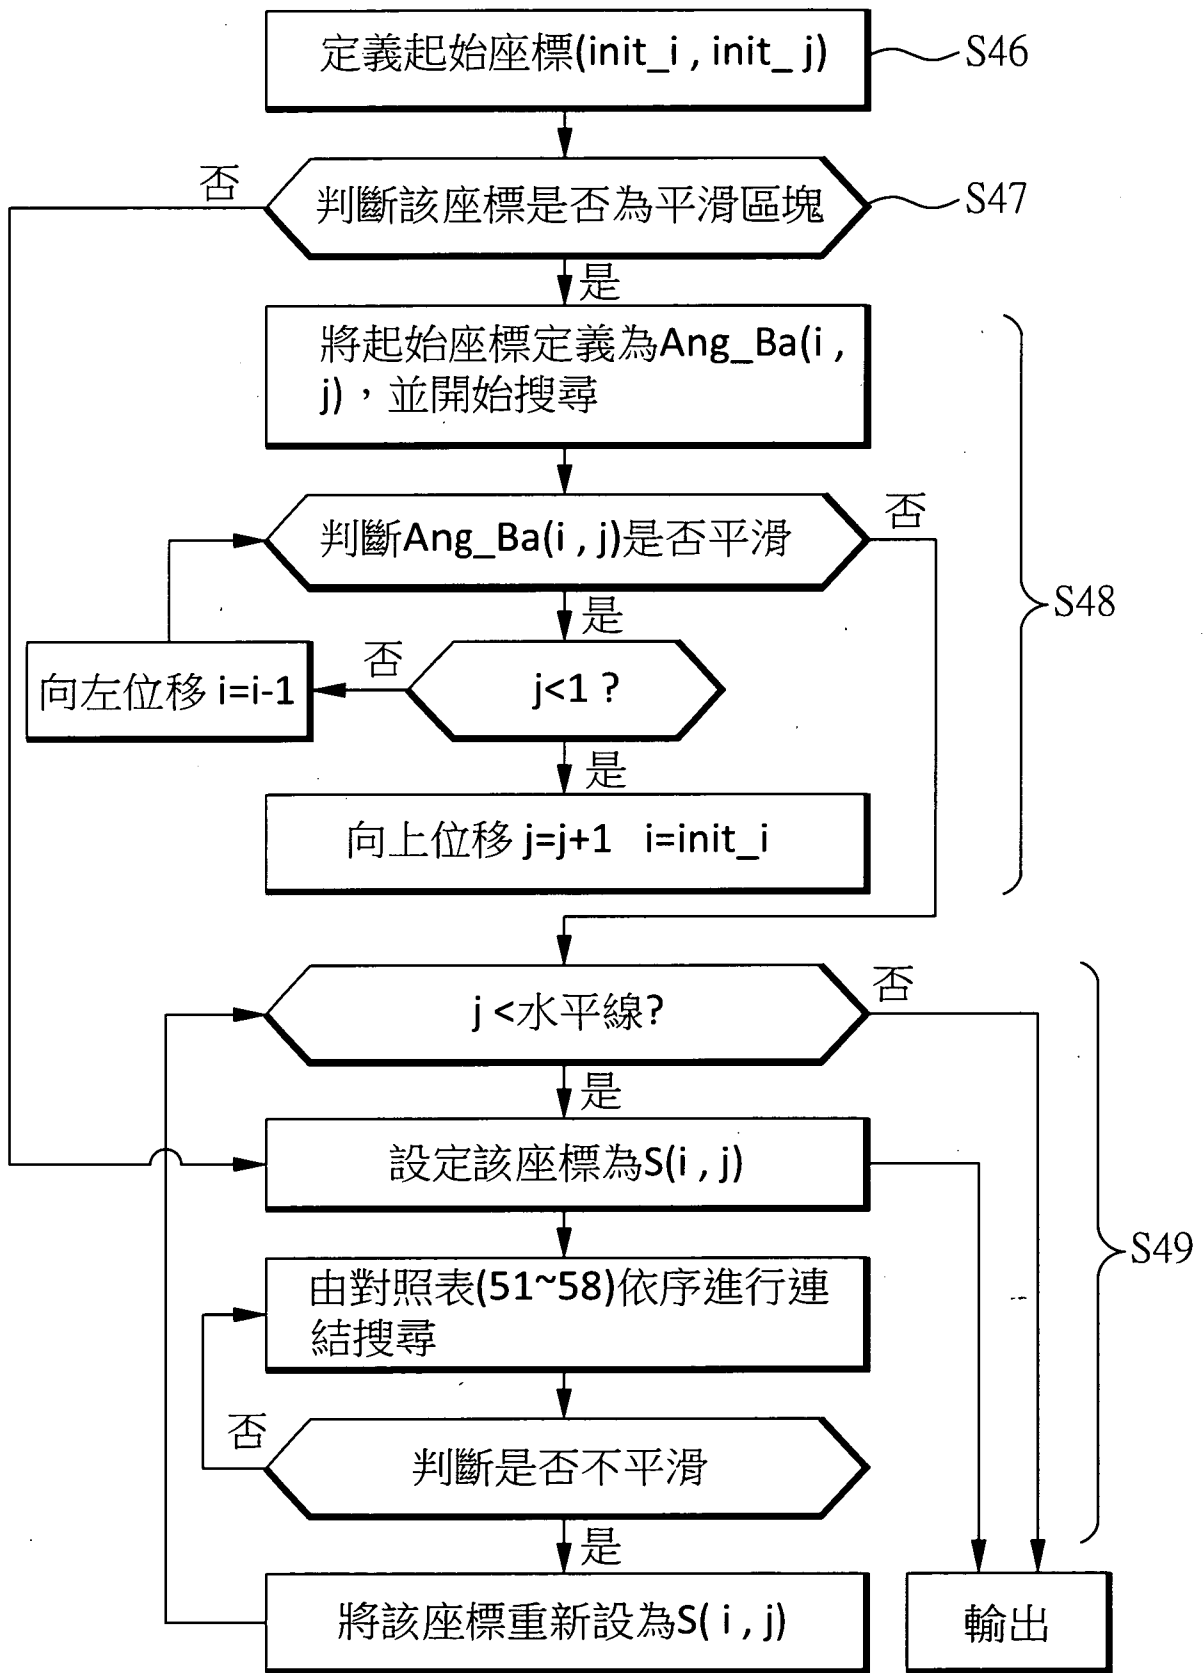 定義起始座標(init_i , init_ j)
S46
否
判斷該座標是否為平滑區塊
S47
是
將起始座標定義為Ang_Ba(i ,
j)，並開始搜尋
否
判斷Ang_Ba(i , j)是否平滑
是
S48
否
向左位移 i=i-1
j<1 ?
是
向上位移 j=j+1 i=init_i
否
j <水平線?
是
設定該座標為S(i , j)
S49
由對照表(51~58)依序進行連
結搜尋
否
判斷是否不平滑
是
將該座標重新設為S( i , j)
輸出